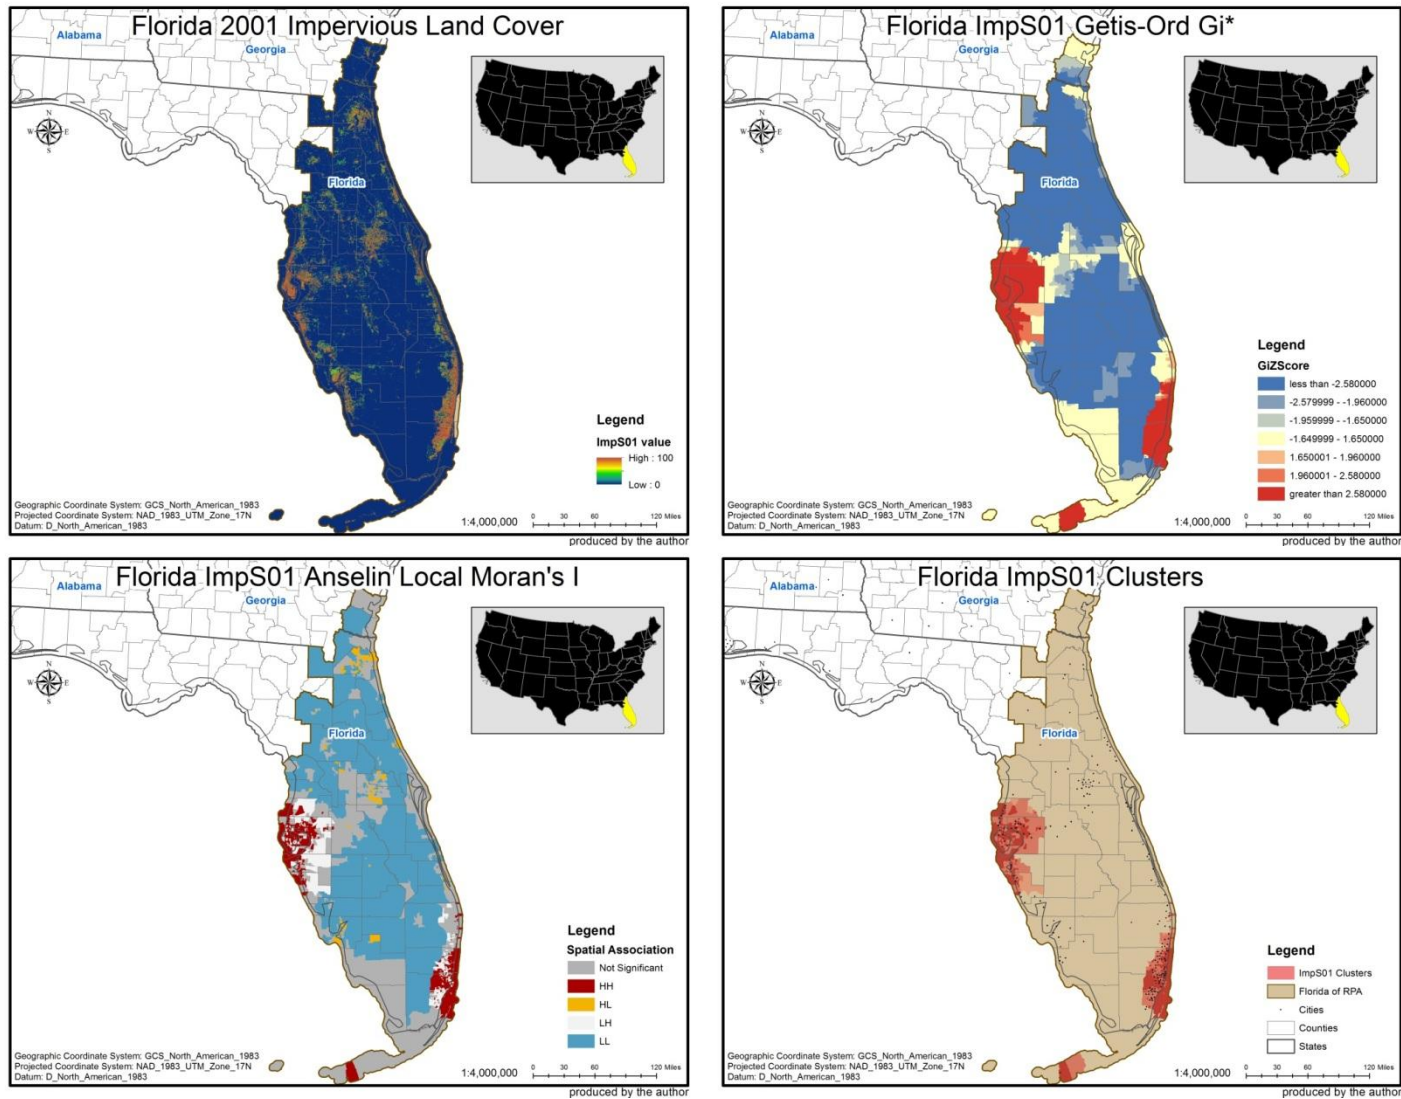 Florida 2001 Impervious Land Cover
Alabama
Georgia
N
W
E
S
Florida
Legend
ImpS01 value
High : 100
Low : 0
Geographic Coordinate System: GCS_North_American_1983
Projected Coordinate System: NAD_1983_UTM_Zone_17N
Datum: D_North_American_1983
1:4,000,000
0 30 60 120 Miles
produced by the author
Florida ImpS01 Getis-Ord Gi*
Alabama
Georgia
N
W
E
S
Florida
Legend
GiZScore
less than -2.580000
-2.579999 - -1.960000
-1.959999 - -1.650000
-1.649999 - 1.650000
1.650001 - 1.960000
1.960001 - 2.580000
greater than 2.580000
Geographic Coordinate System: GCS_North_American_1983
Projected Coordinate System: NAD_1983_UTM_Zone_17N
Datum: D_North_American_1983
1:4,000,000
0 30 60 120 Miles
produced by the author
Florida ImpS01 Anselin Local Moran's I
Alabama
Georgia
N
W
E
S
Florida
Legend
Spatial Association
Not Significant
HH
HL
LH
LL
Geographic Coordinate System: GCS_North_American_1983
Projected Coordinate System: NAD_1983_UTM_Zone_17N
Datum: D_North_American_1983
1:4,000,000
0 30 60 120 Miles
produced by the author
Florida ImpS01 Clusters
Alabama
Georgia
N
W
E
S
Florida
Legend
ImpS01 Clusters
Florida of RPA
Cities
Counties
States
Geographic Coordinate System: GCS_North_American_1983
Projected Coordinate System: NAD_1983_UTM_Zone_17N
Datum: D_North_American_1983
1:4,000,000
0 30 60 120 Miles
produced by the author